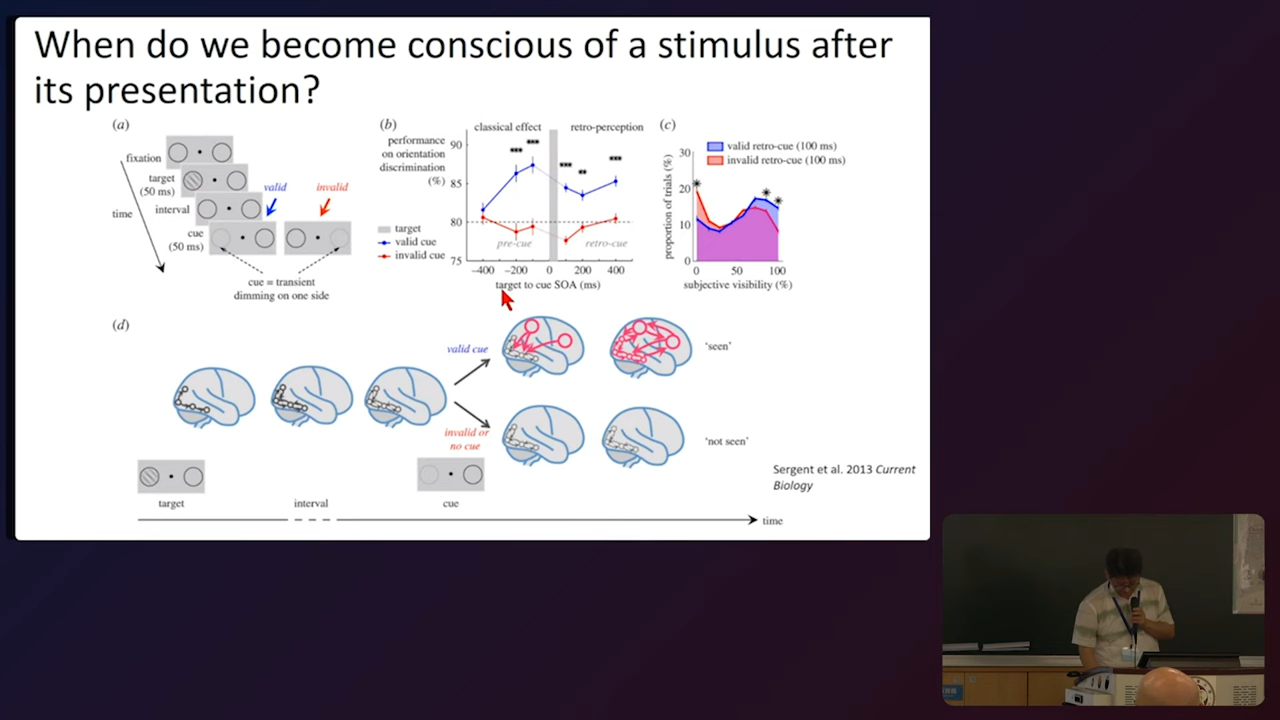 When do we become conscious of a stimulus after
its presentation?
(a)
fixation
target
(50 ms)
interval
cue
(50 ms)
time
valid
invalid
cue = transient
dimming on one side
(b)
classical effect
retro-perception
performance
on orientation
discrimination
(%)
90
85
80
75
target
valid cue
invalid cue
pre-cue
retro-cue
−400 −200 0 200 400
target to cue SOA (ms)
(c)
valid retro-cue (100 ms)
invalid retro-cue (100 ms)
proportion of trials (%)
30
20
10
0
0 50 100
subjective visibility (%)
(d)
valid cue
'seen'
invalid or
no cue
'not seen'
Sergent et al. 2013 Current
Biology
target
interval
cue
time